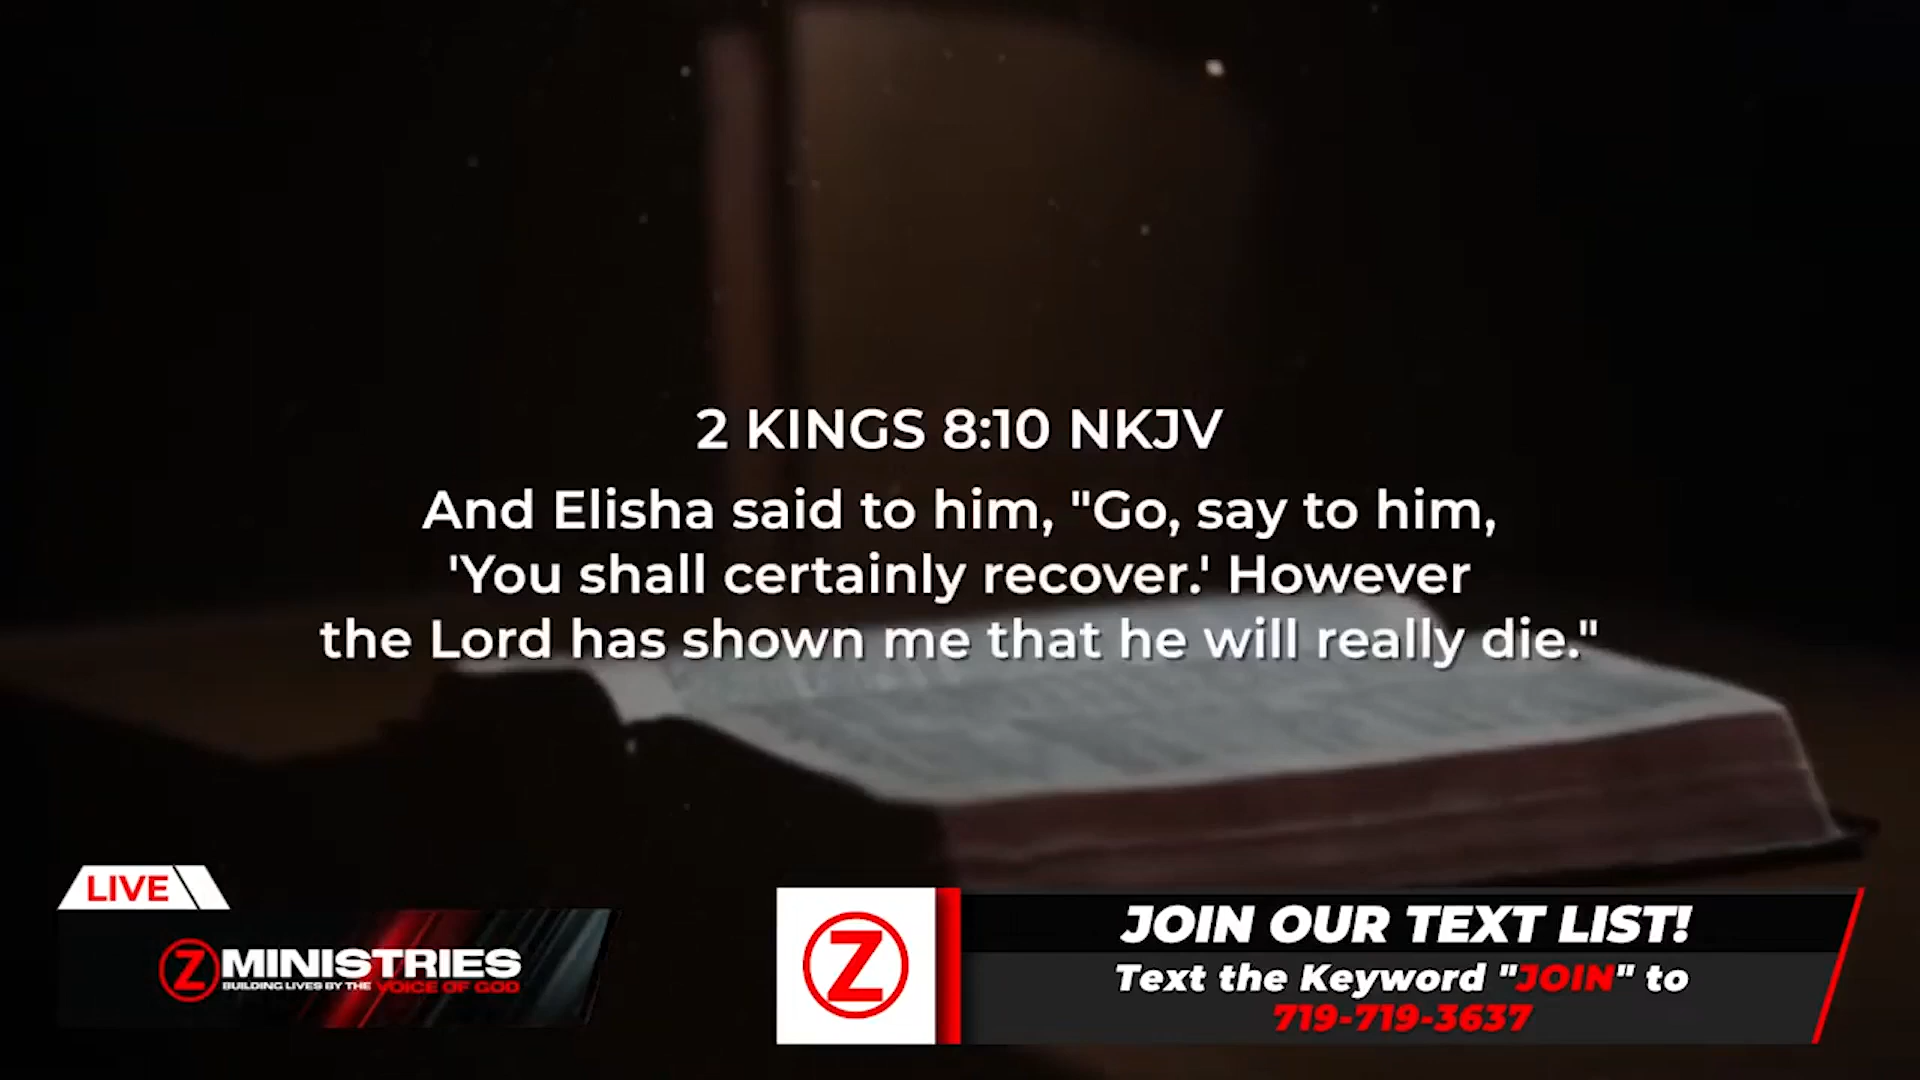 2 KINGS 8:10 NKJV
And Elisha said to him, "Go, say to him,
'You shall certainly recover.' However
the Lord has shown me that he will really die."
LIVE
Z MINISTRIES
BUILDING LIVES BY THE VOICE OF GOD
Z
JOIN OUR TEXT LIST!
Text the Keyword "JOIN" to
719-719-3637